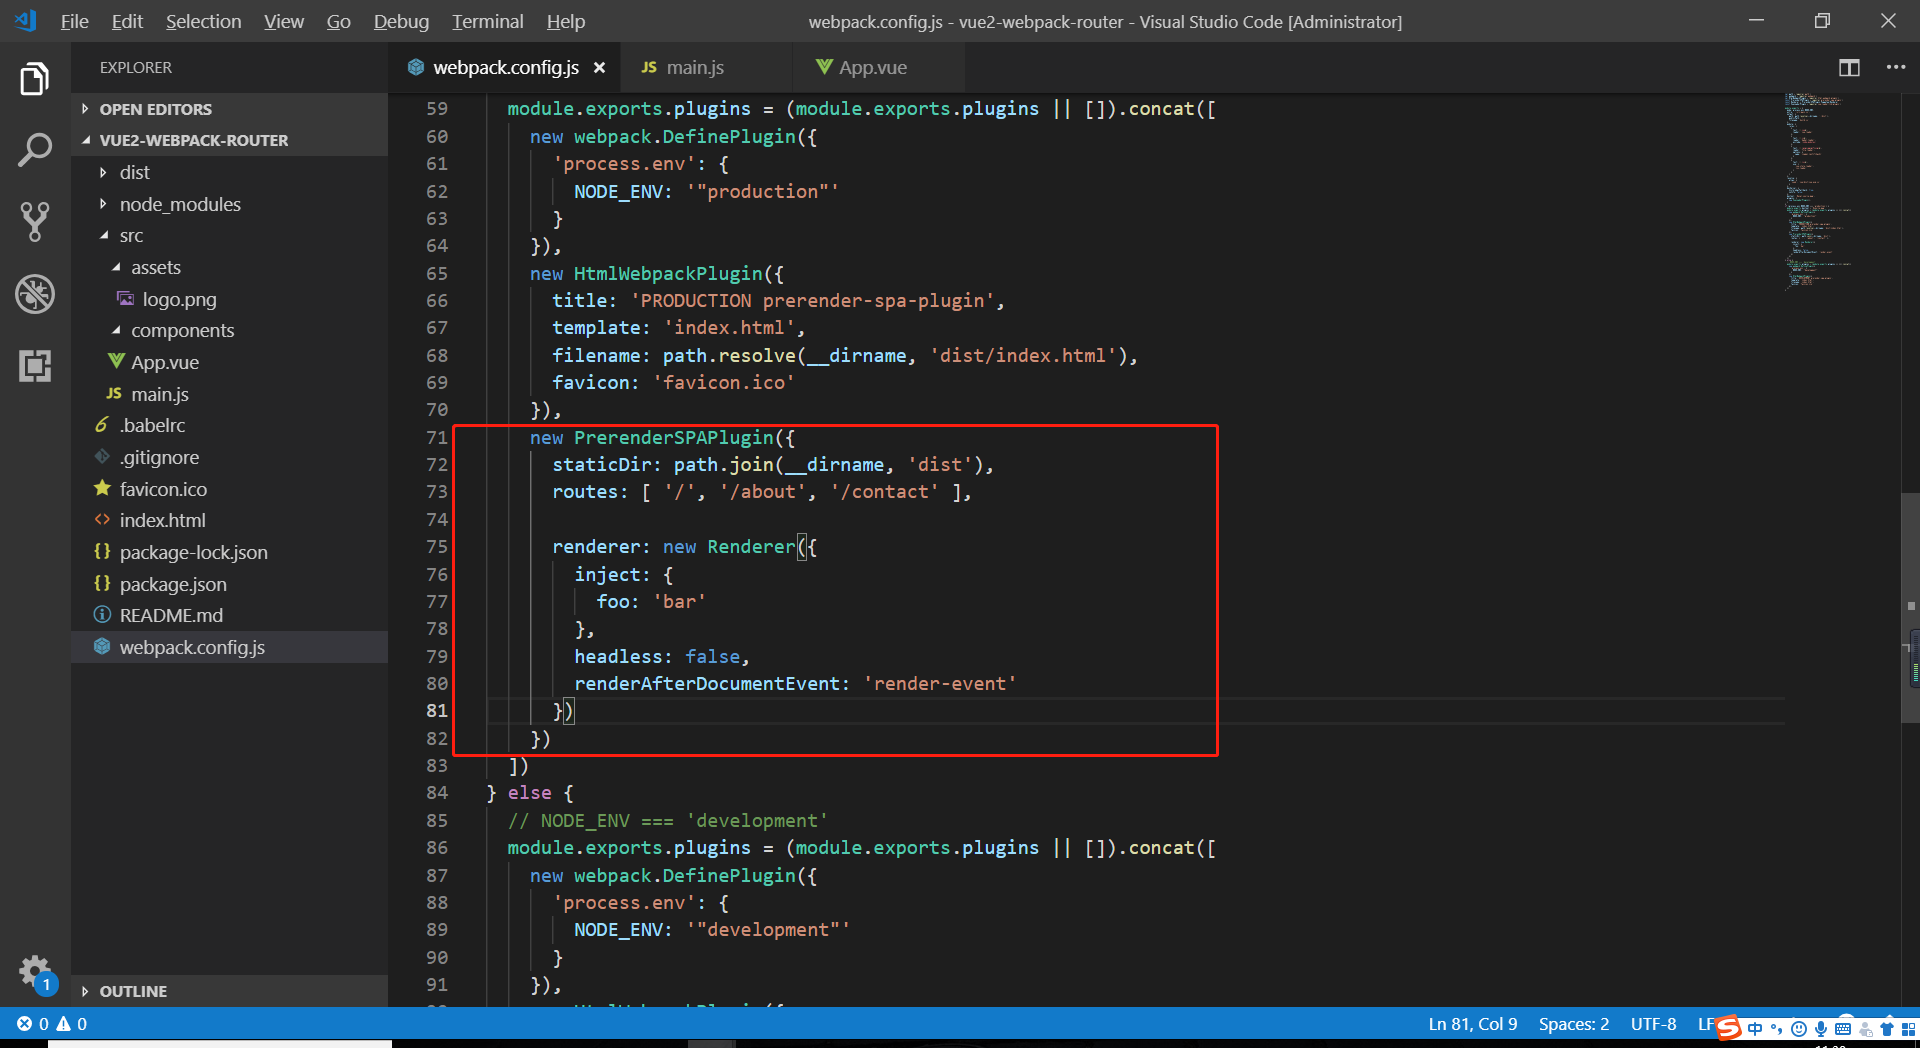 File Edit Selection View Go Debug Terminal Help
webpack.config.js - vue2-webpack-router - Visual Studio Code [Administrator]
EXPLORER
webpack.config.js
JS main.js
App.vue
OPEN EDITORS
VUE2-WEBPACK-ROUTER
dist
node_modules
src
assets
logo.png
components
App.vue
JS main.js
.babelrc
.gitignore
favicon.ico
index.html
package-lock.json
package.json
README.md
webpack.config.js
OUTLINE
1
59 module.exports.plugins = (module.exports.plugins || []).concat([
60 new webpack.DefinePlugin({
61 'process.env': {
62 NODE_ENV: '"production"'
63 }
64 }),
65 new HtmlWebpackPlugin({
66 title: 'PRODUCTION prerender-spa-plugin',
67 template: 'index.html',
68 filename: path.resolve(__dirname, 'dist/index.html'),
69 favicon: 'favicon.ico'
70 }),
71 new PrerenderSPAPlugin({
72 staticDir: path.join(__dirname, 'dist'),
73 routes: [ '/', '/about', '/contact' ],
74
75 renderer: new Renderer({
76 inject: {
77 foo: 'bar'
78 },
79 headless: false,
80 renderAfterDocumentEvent: 'render-event'
81 })
82 })
83 ])
84 } else {
85 // NODE_ENV === 'development'
86 module.exports.plugins = (module.exports.plugins || []).concat([
87 new webpack.DefinePlugin({
88 'process.env': {
89 NODE_ENV: '"development"'
90 }
91 }),
0 0
Ln 81, Col 9 Spaces: 2 UTF-8 LF
中